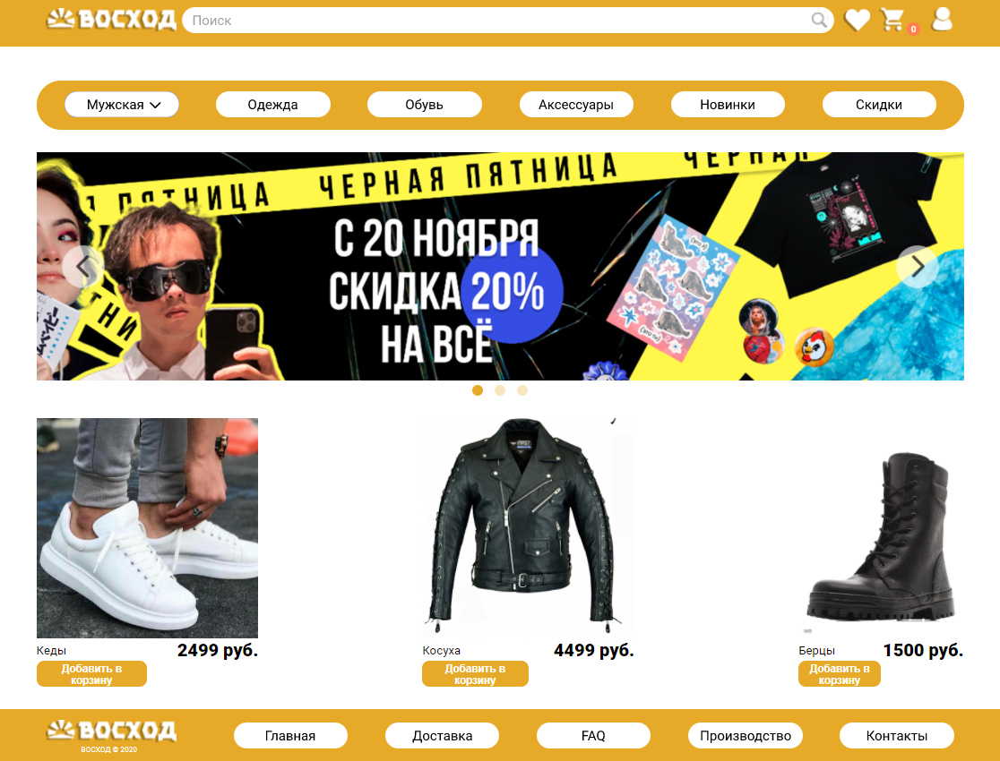 ВОСХОД
Поиск
0
Мужская
Одежда
Обувь
Аксессуары
Новинки
Скидки
ПЯТНИЦА
ЧЕРНАЯ ПЯТНИЦА
ЧЕРНАЯ
С 20 НОЯБРЯ
СКИДКА 20%
НА ВСЁ
FIRST
Кеды
2499 руб.
Добавить в
корзину
Косуха
4499 руб.
Добавить в
корзину
WB
Берцы
1500 руб.
Добавить в
корзину
ВОСХОД
ВОСХОД © 2020
Главная
Доставка
FAQ
Производство
Контакты